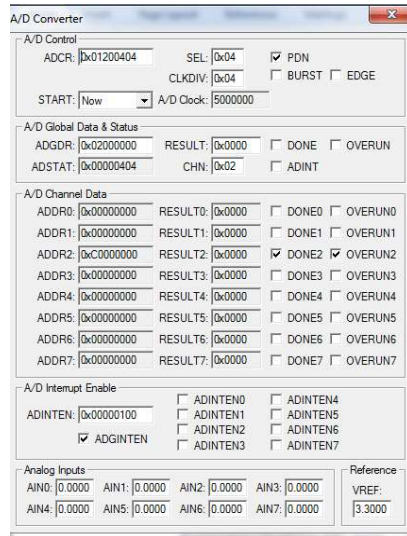 A/D Converter
A/D Control
ADCR: 0x01200404 SEL: 0x04 PDN
CLKDIV: 0x04 BURST EDGE
START: Now A/D Clock: 5000000
A/D Global Data & Status
ADGDR: 0x02000000 RESULT: 0x0000 DONE OVERUN
ADSTAT: 0x00000404 CHN: 0x02 ADINT
A/D Channel Data
ADDR0: 0x00000000 RESULT0: 0x0000 DONE0 OVERUN0
ADDR1: 0x00000000 RESULT1: 0x0000 DONE1 OVERUN1
ADDR2: 0xC0000000 RESULT2: 0x0000 DONE2 OVERUN2
ADDR3: 0x00000000 RESULT3: 0x0000 DONE3 OVERUN3
ADDR4: 0x00000000 RESULT4: 0x0000 DONE4 OVERUN4
ADDR5: 0x00000000 RESULT5: 0x0000 DONE5 OVERUN5
ADDR6: 0x00000000 RESULT6: 0x0000 DONE6 OVERUN6
ADDR7: 0x00000000 RESULT7: 0x0000 DONE7 OVERUN7
A/D Interrupt Enable
ADINTEN0 ADINTEN4
ADINTEN: 0x00000100 ADINTEN1 ADINTEN5
ADINTEN2 ADINTEN6
ADGINTEN ADINTEN3 ADINTEN7
Analog Inputs Reference
AIN0: 0.0000 AIN1: 0.0000 AIN2: 0.0000 AIN3: 0.0000 VREF:
AIN4: 0.0000 AIN5: 0.0000 AIN6: 0.0000 AIN7: 0.0000 3.3000